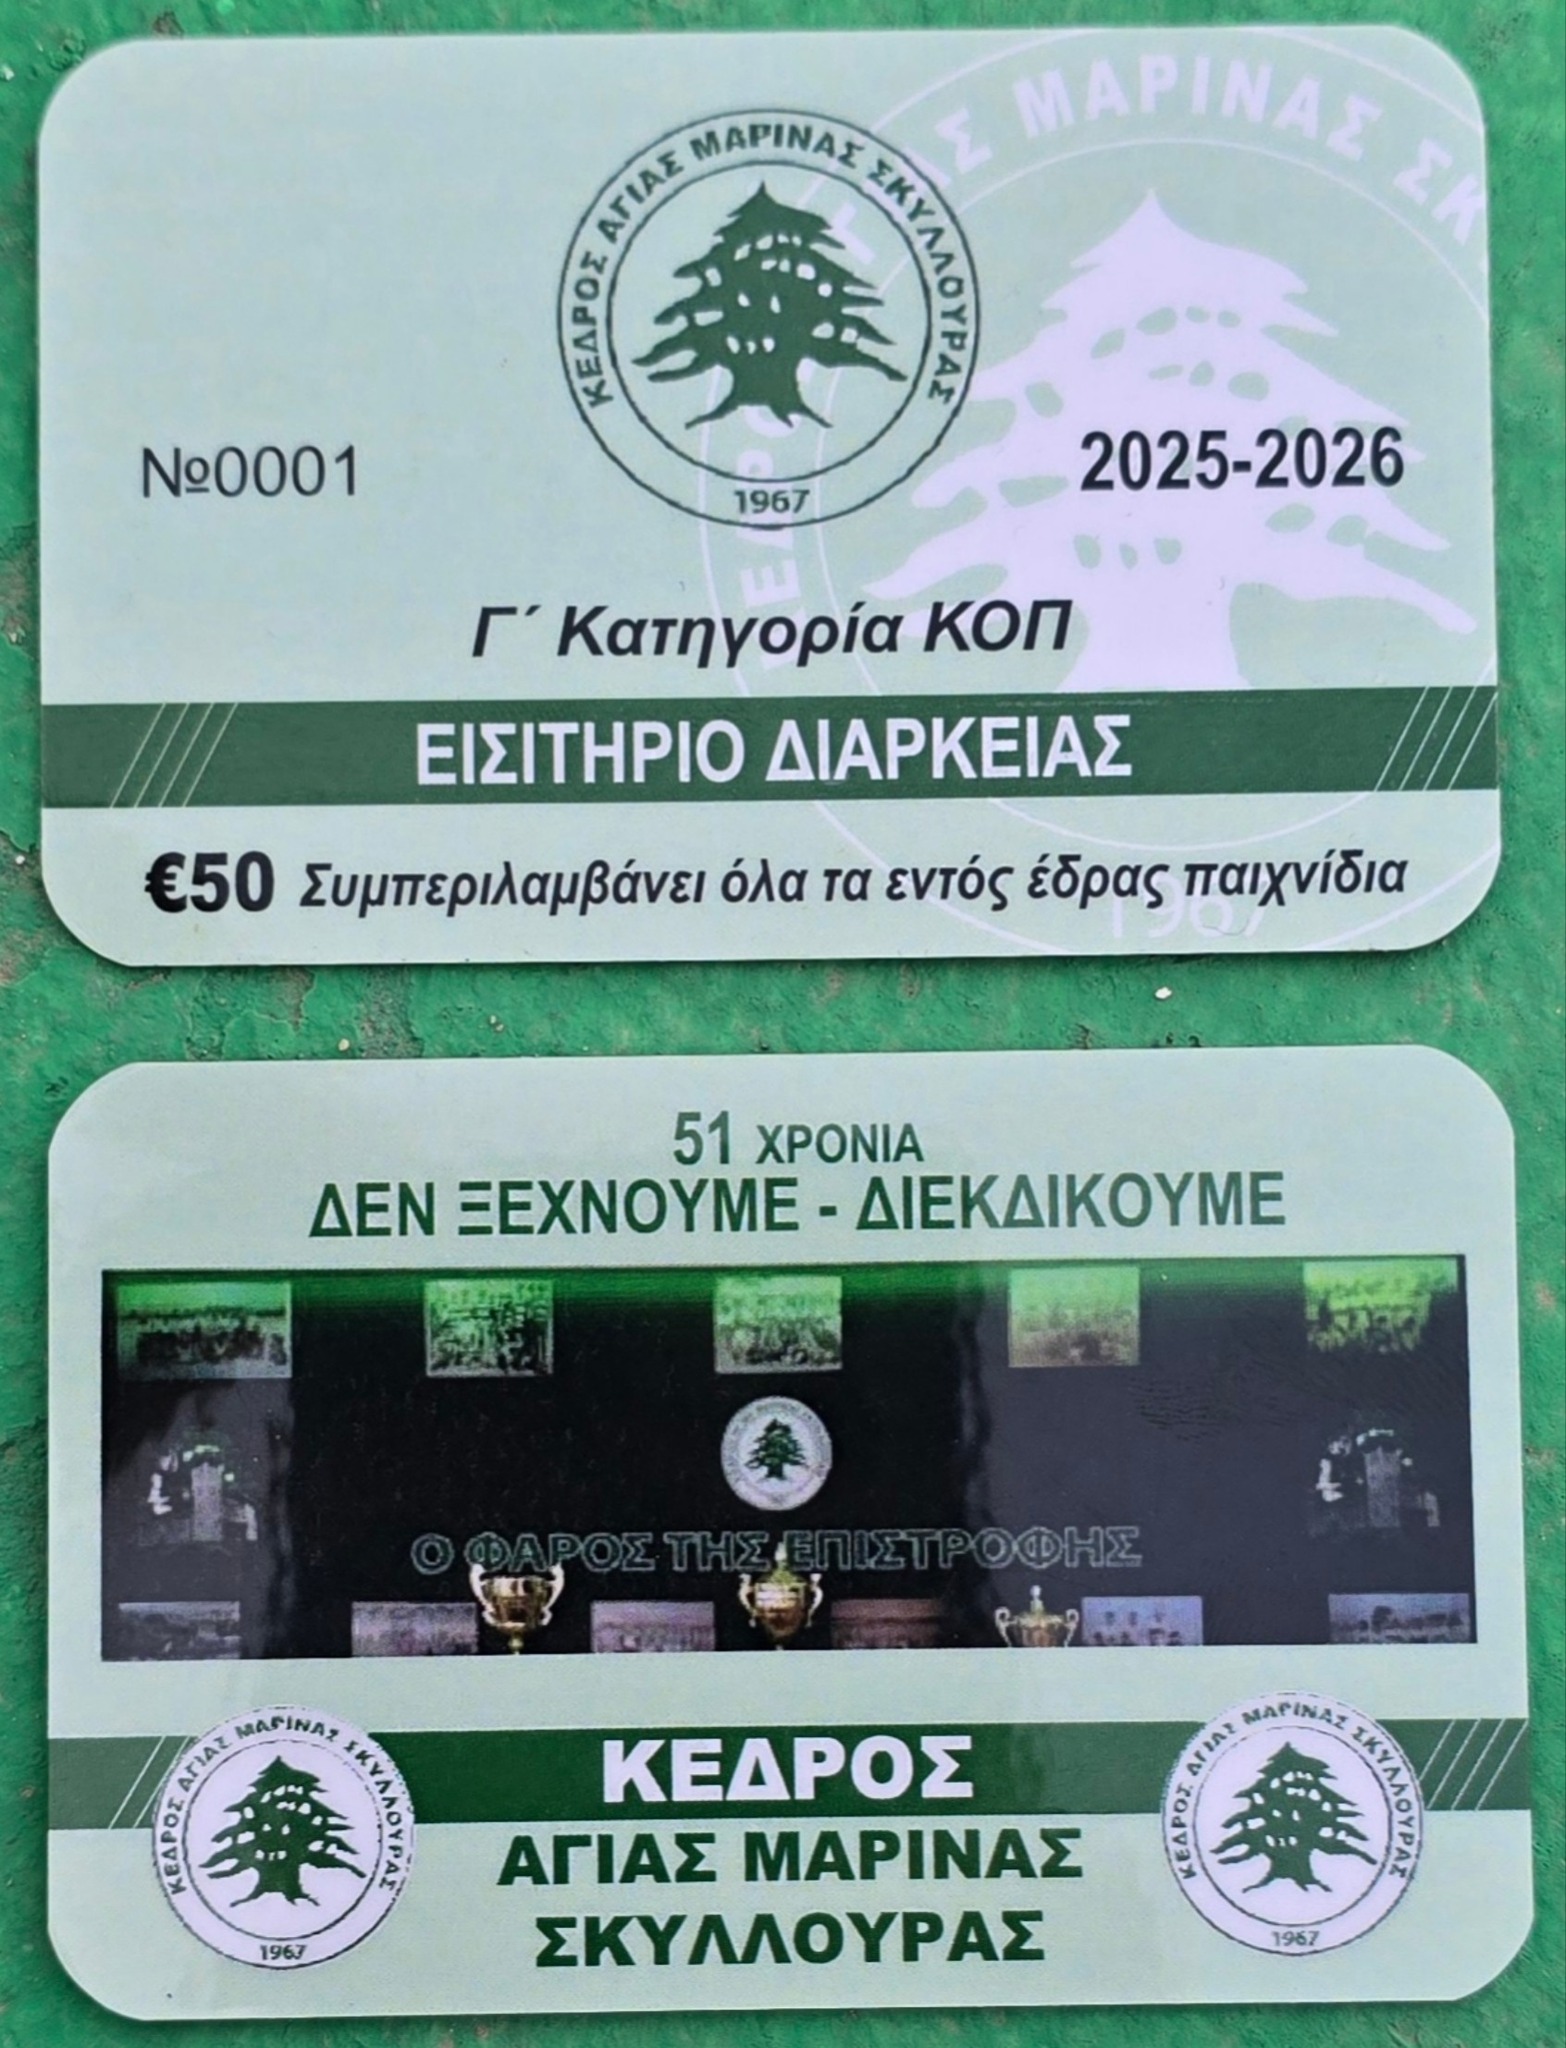 ΚΕΔΡΟΣ ΑΓΙΑΣ ΜΑΡΙΝΑΣ ΣΚΥΛΛΟΥΡΑΣ
1967
№0001
2025-2026
Γ΄ Κατηγορία ΚΟΠ
ΕΙΣΙΤΗΡΙΟ ΔΙΑΡΚΕΙΑΣ
€50 Συμπεριλαμβάνει όλα τα εντός έδρας παιχνίδια
51 ΧΡΟΝΙΑ
ΔΕΝ ΞΕΧΝΟΥΜΕ - ΔΙΕΚΔΙΚΟΥΜΕ
Ο ΦΑΡΟΣ ΤΗΣ ΕΠΙΣΤΡΟΦΗΣ
ΚΕΔΡΟΣ
ΑΓΙΑΣ ΜΑΡΙΝΑΣ
ΣΚΥΛΛΟΥΡΑΣ
ΚΕΔΡΟΣ ΑΓΙΑΣ ΜΑΡΙΝΑΣ ΣΚΥΛΛΟΥΡΑΣ
1967
ΚΕΔΡΟΣ ΑΓΙΑΣ ΜΑΡΙΝΑΣ ΣΚΥΛΛΟΥΡΑΣ
1967